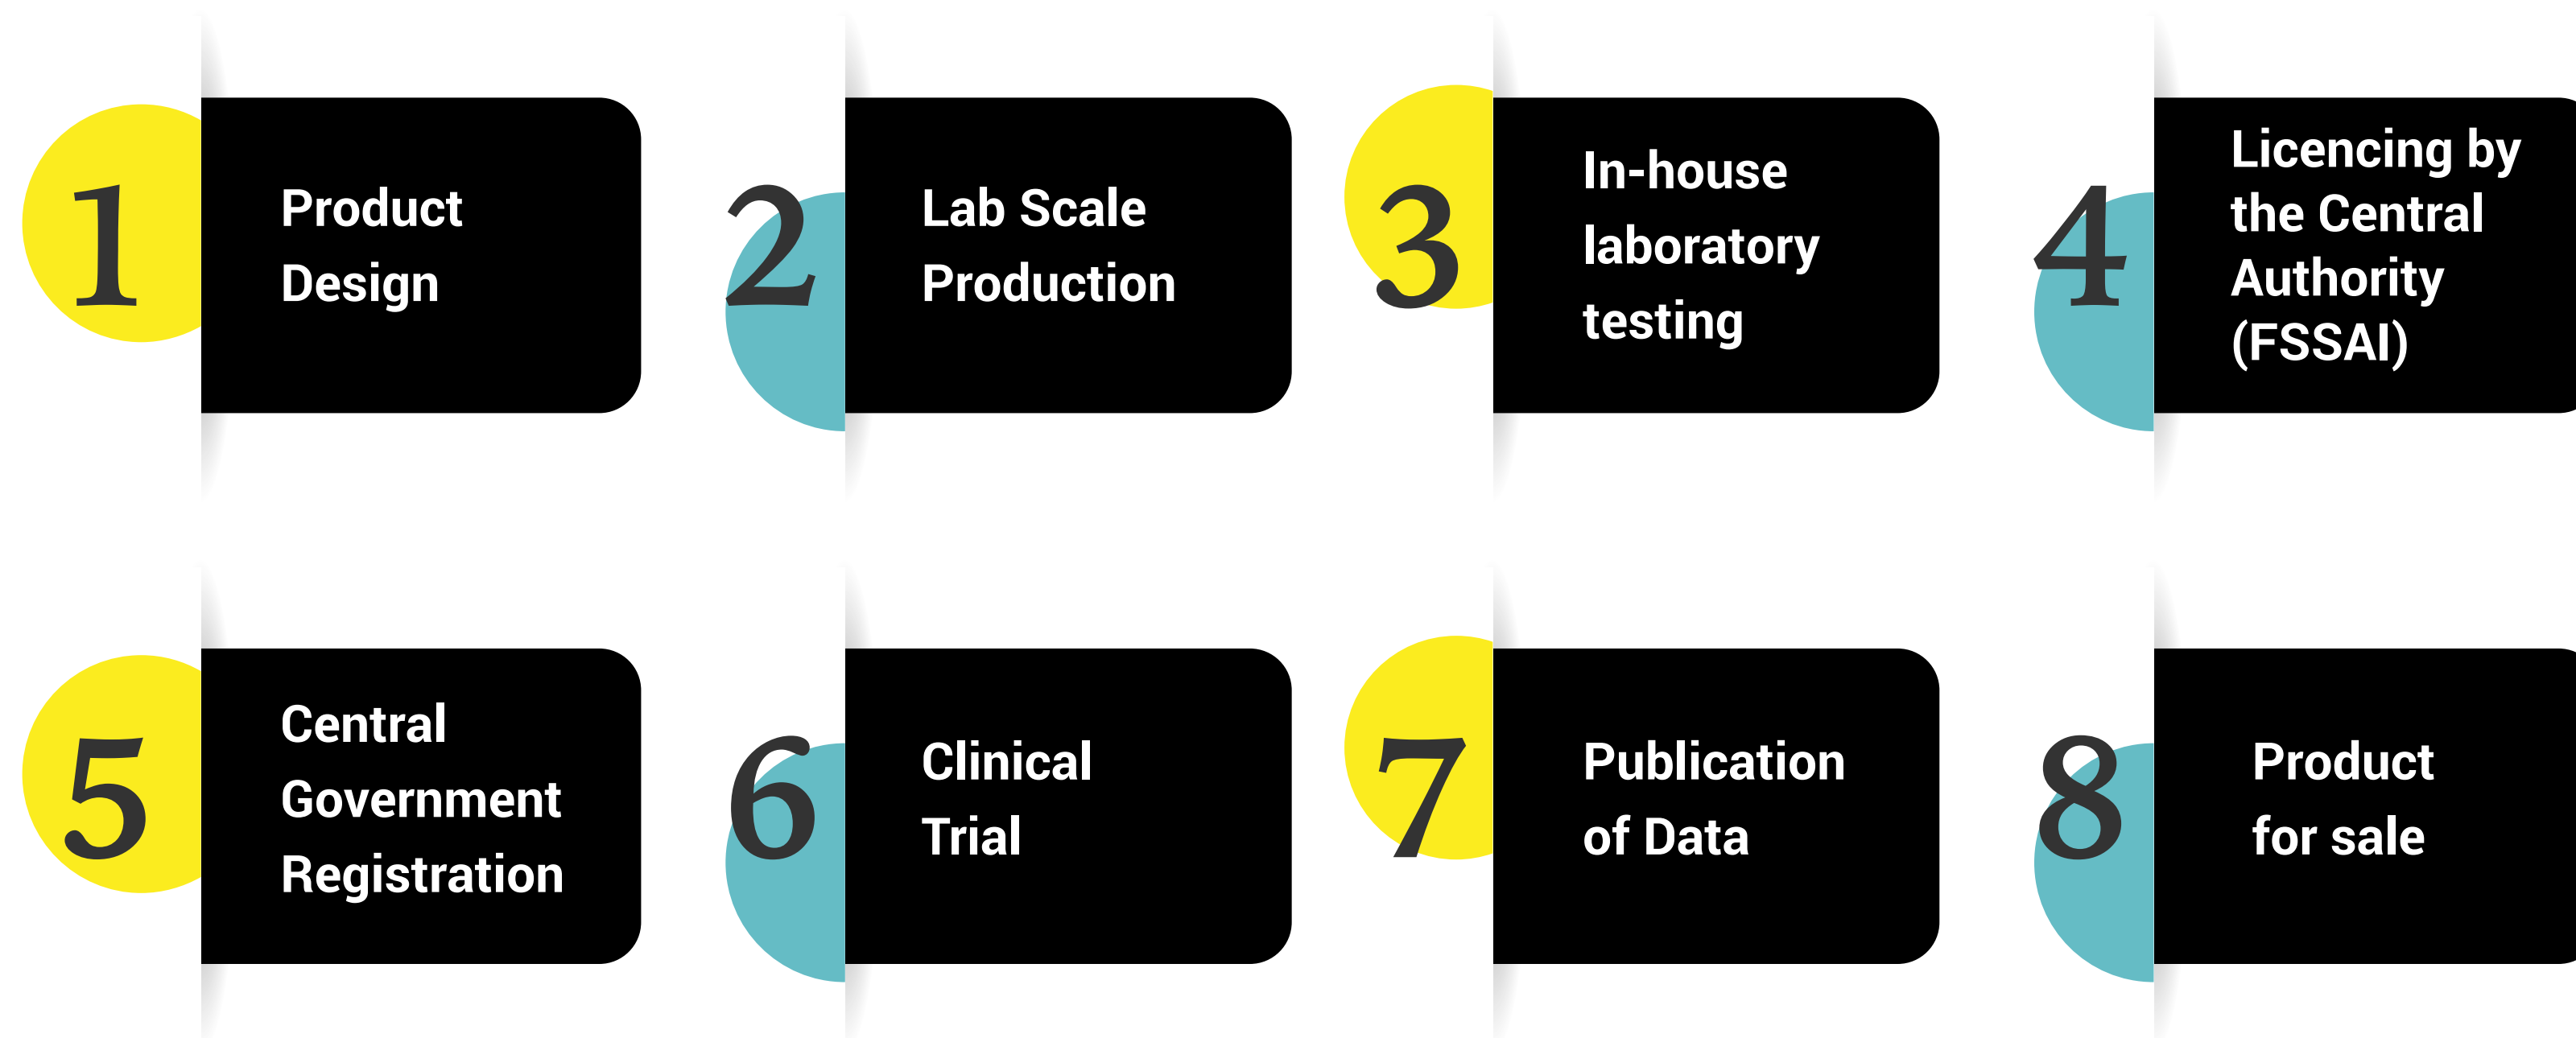 1
Product
Design
2
Lab Scale
Production
3
In-house
laboratory
testing
4
Licencing by
the Central
Authority
(FSSAI)
5
Central
Government
Registration
6
Clinical
Trial
7
Publication
of Data
8
Product
for sale